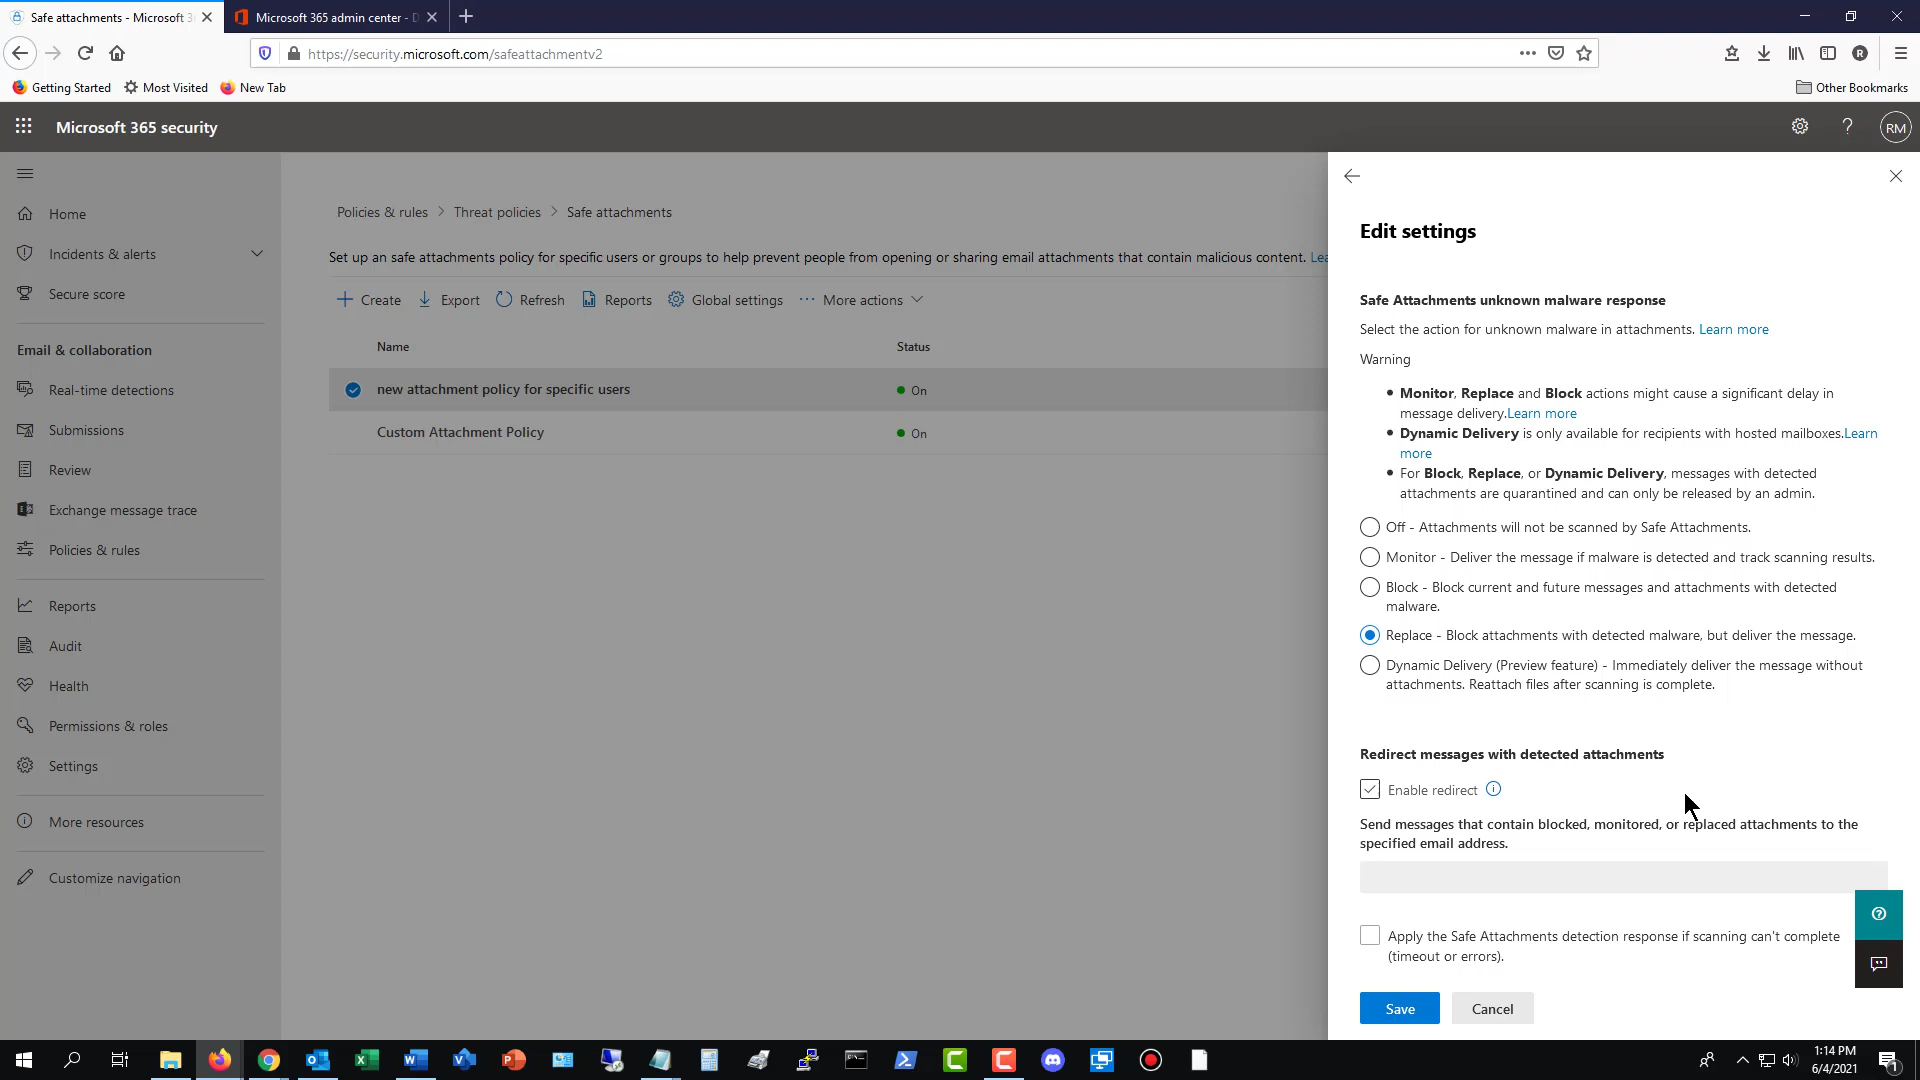 Safe attachments - Microsoft 3
Microsoft 365 admin center - D
https://security.microsoft.com/safeattachmentv2
Getting Started
Most Visited
New Tab
Other Bookmarks
Microsoft 365 security
RM
Home
Incidents & alerts
Secure score
Email & collaboration
Real-time detections
Submissions
Review
Exchange message trace
Policies & rules
Reports
Audit
Health
Permissions & roles
Settings
More resources
Customize navigation
Policies & rules > Threat policies > Safe attachments
Set up an safe attachments policy for specific users or groups to help prevent people from opening or sharing email attachments that contain malicious content. Lea
Create
Export
Refresh
Reports
Global settings
More actions
Name
Status
new attachment policy for specific users
On
Custom Attachment Policy
On
Edit settings
Safe Attachments unknown malware response
Select the action for unknown malware in attachments. Learn more
Warning
• Monitor, Replace and Block actions might cause a significant delay in
message delivery.Learn more
• Dynamic Delivery is only available for recipients with hosted mailboxes.Learn
more
• For Block, Replace, or Dynamic Delivery, messages with detected
attachments are quarantined and can only be released by an admin.
Off - Attachments will not be scanned by Safe Attachments.
Monitor - Deliver the message if malware is detected and track scanning results.
Block - Block current and future messages and attachments with detected
malware.
Replace - Block attachments with detected malware, but deliver the message.
Dynamic Delivery (Preview feature) - Immediately deliver the message without
attachments. Reattach files after scanning is complete.
Redirect messages with detected attachments
Enable redirect
Send messages that contain blocked, monitored, or replaced attachments to the
specified email address.
Apply the Safe Attachments detection response if scanning can't complete
(timeout or errors).
Save
Cancel
1:14 PM
6/4/2021